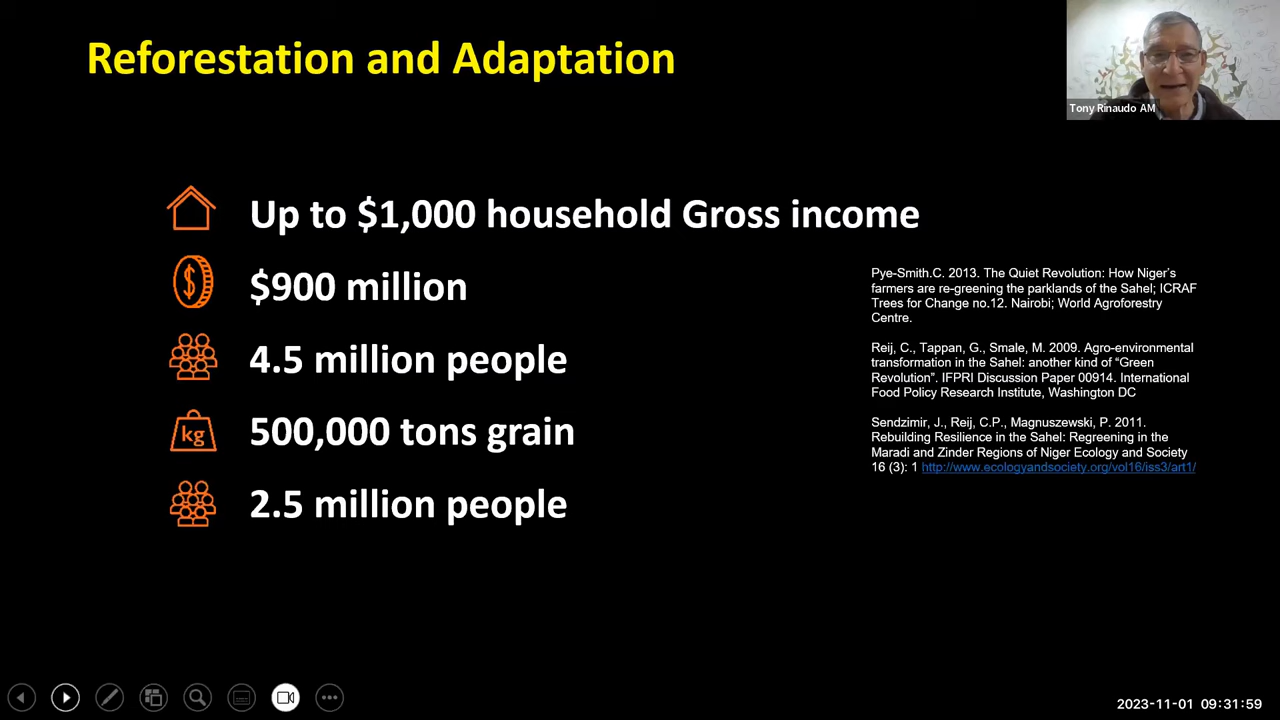 Reforestation and Adaptation
Tony Rinaudo AM
Up to $1,000 household Gross income
$900 million
4.5 million people
kg
500,000 tons grain
2.5 million people
Pye-Smith.C. 2013. The Quiet Revolution: How Niger's
farmers are re-greening the parklands of the Sahel; ICRAF
Trees for Change no.12. Nairobi; World Agroforestry
Centre.
Reij, C., Tappan, G., Smale, M. 2009. Agro-environmental
transformation in the Sahel: another kind of "Green
Revolution". IFPRI Discussion Paper 00914. International
Food Policy Research Institute, Washington DC
Sendzimir, J., Reij, C.P., Magnuszewski, P. 2011.
Rebuilding Resilience in the Sahel: Regreening in the
Maradi and Zinder Regions of Niger Ecology and Society
16 (3): 1 http://www.ecologyandsociety.org/vol16/iss3/art1/
2023-11-01 09:31:59